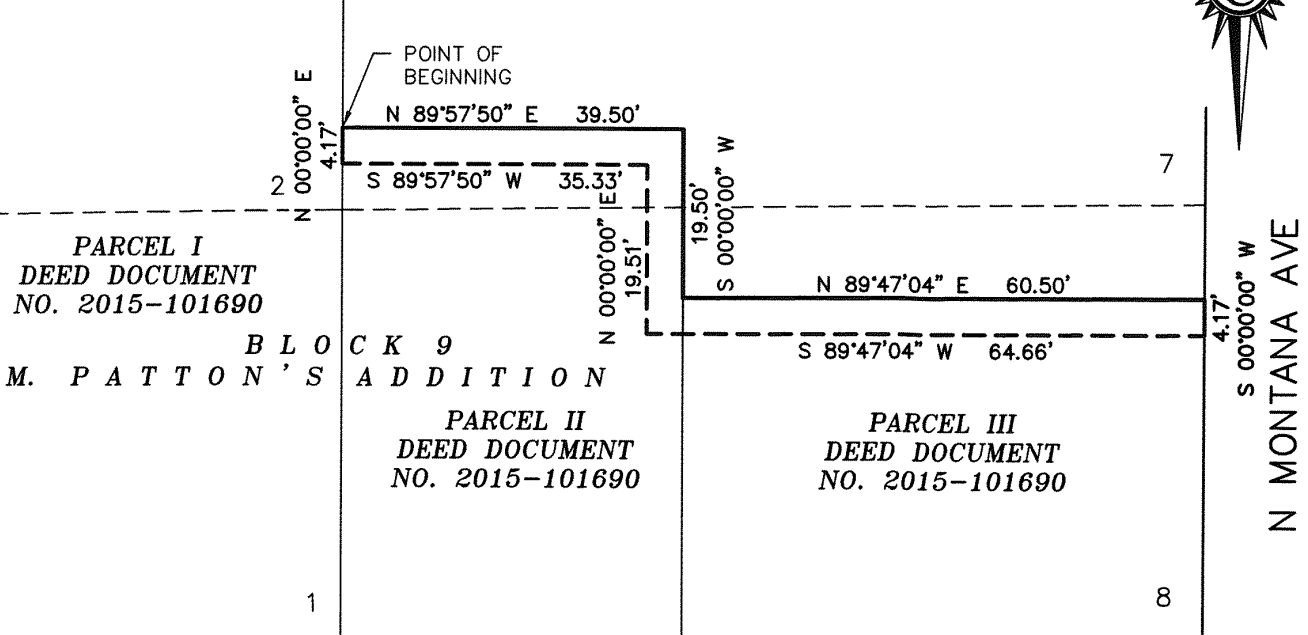 POINT OF
BEGINNING
N 00°00'00" E
4.17'
N 89°57'50" E 39.50'
S 89°57'50" W 35.33'
2
7
N 00°00'00" E
19.51'
19.50'
S 00°00'00" W
N 89°47'04" E 60.50'
S 89°47'04" W 64.66'
4.17'
S 00°00'00" W
N MONTANA AVE
PARCEL I
DEED DOCUMENT
NO. 2015-101690
BLOCK 9
M. PATTON'S ADDITION
PARCEL II
DEED DOCUMENT
NO. 2015-101690
PARCEL III
DEED DOCUMENT
NO. 2015-101690
1
8